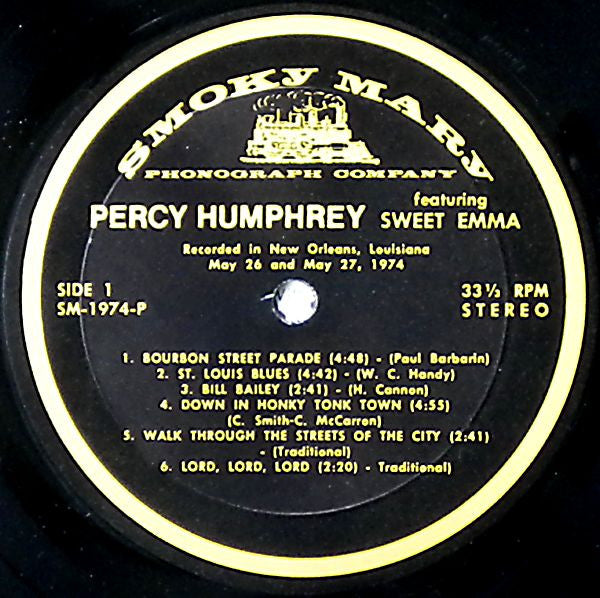 SMOKY MARY
PHONOGRAPH COMPANY
PERCY HUMPHREY featuring SWEET EMMA
Recorded in New Orleans, Louisiana
May 26 and May 27, 1974
SIDE 1
SM-1974-P
33⅓ RPM
STEREO
1. BOURBON STREET PARADE (4:48) - (Paul Barbarin)
2. ST. LOUIS BLUES (4:42) - (W. C. Handy)
3. BILL BAILEY (2:41) - (H. Cannon)
4. DOWN IN HONKY TONK TOWN (4:55)
(C. Smith-C. McCarron)
5. WALK THROUGH THE STREETS OF THE CITY (2:41)
- (Traditional)
6. LORD, LORD, LORD (2:20) - Traditional)